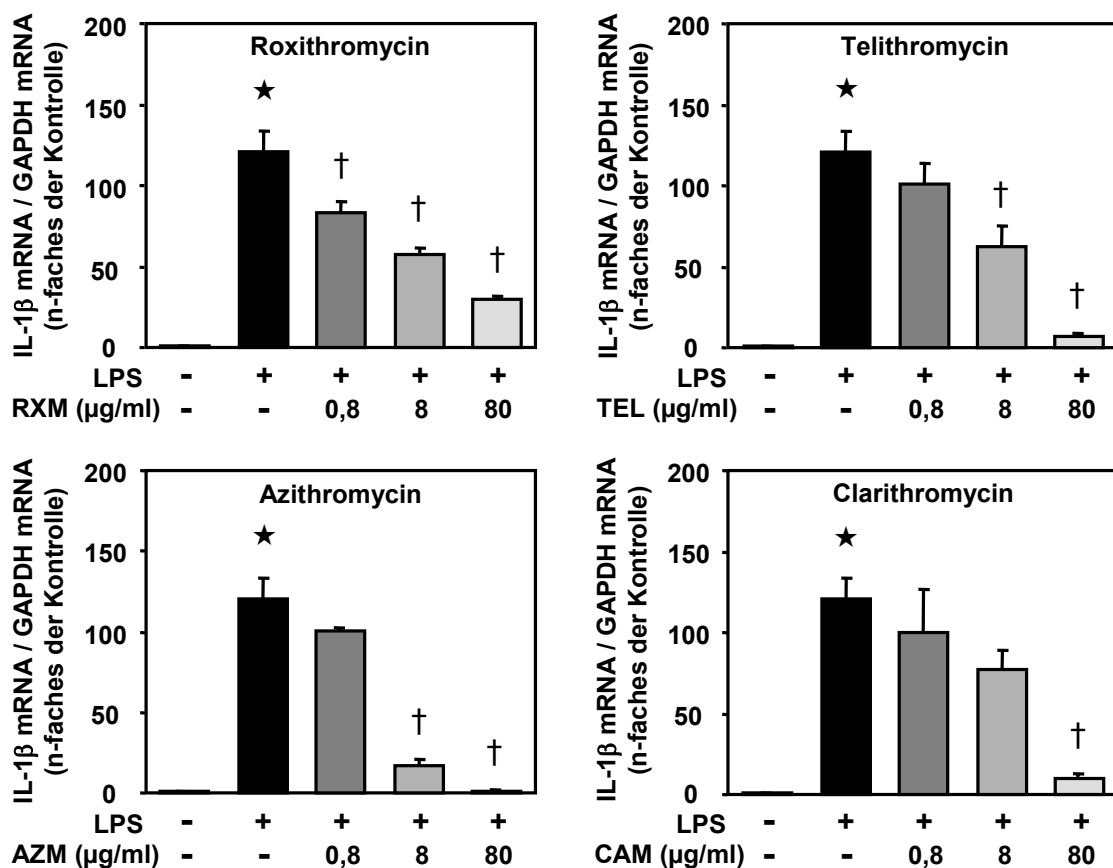 Roxithromycin
IL-1β mRNA / GAPDH mRNA
(n-faches der Kontrolle)
200
150
100
50
0
★
†
†
†
LPS - + + + +
RXM (µg/ml) - - 0,8 8 80
Telithromycin
IL-1β mRNA / GAPDH mRNA
(n-faches der Kontrolle)
200
150
100
50
0
★
†
†
LPS - + + + +
TEL (µg/ml) - - 0,8 8 80
Azithromycin
IL-1β mRNA / GAPDH mRNA
(n-faches der Kontrolle)
200
150
100
50
0
★
†
†
LPS - + + + +
AZM (µg/ml) - - 0,8 8 80
Clarithromycin
IL-1β mRNA / GAPDH mRNA
(n-faches der Kontrolle)
200
150
100
50
0
★
†
LPS - + + + +
CAM (µg/ml) - - 0,8 8 80